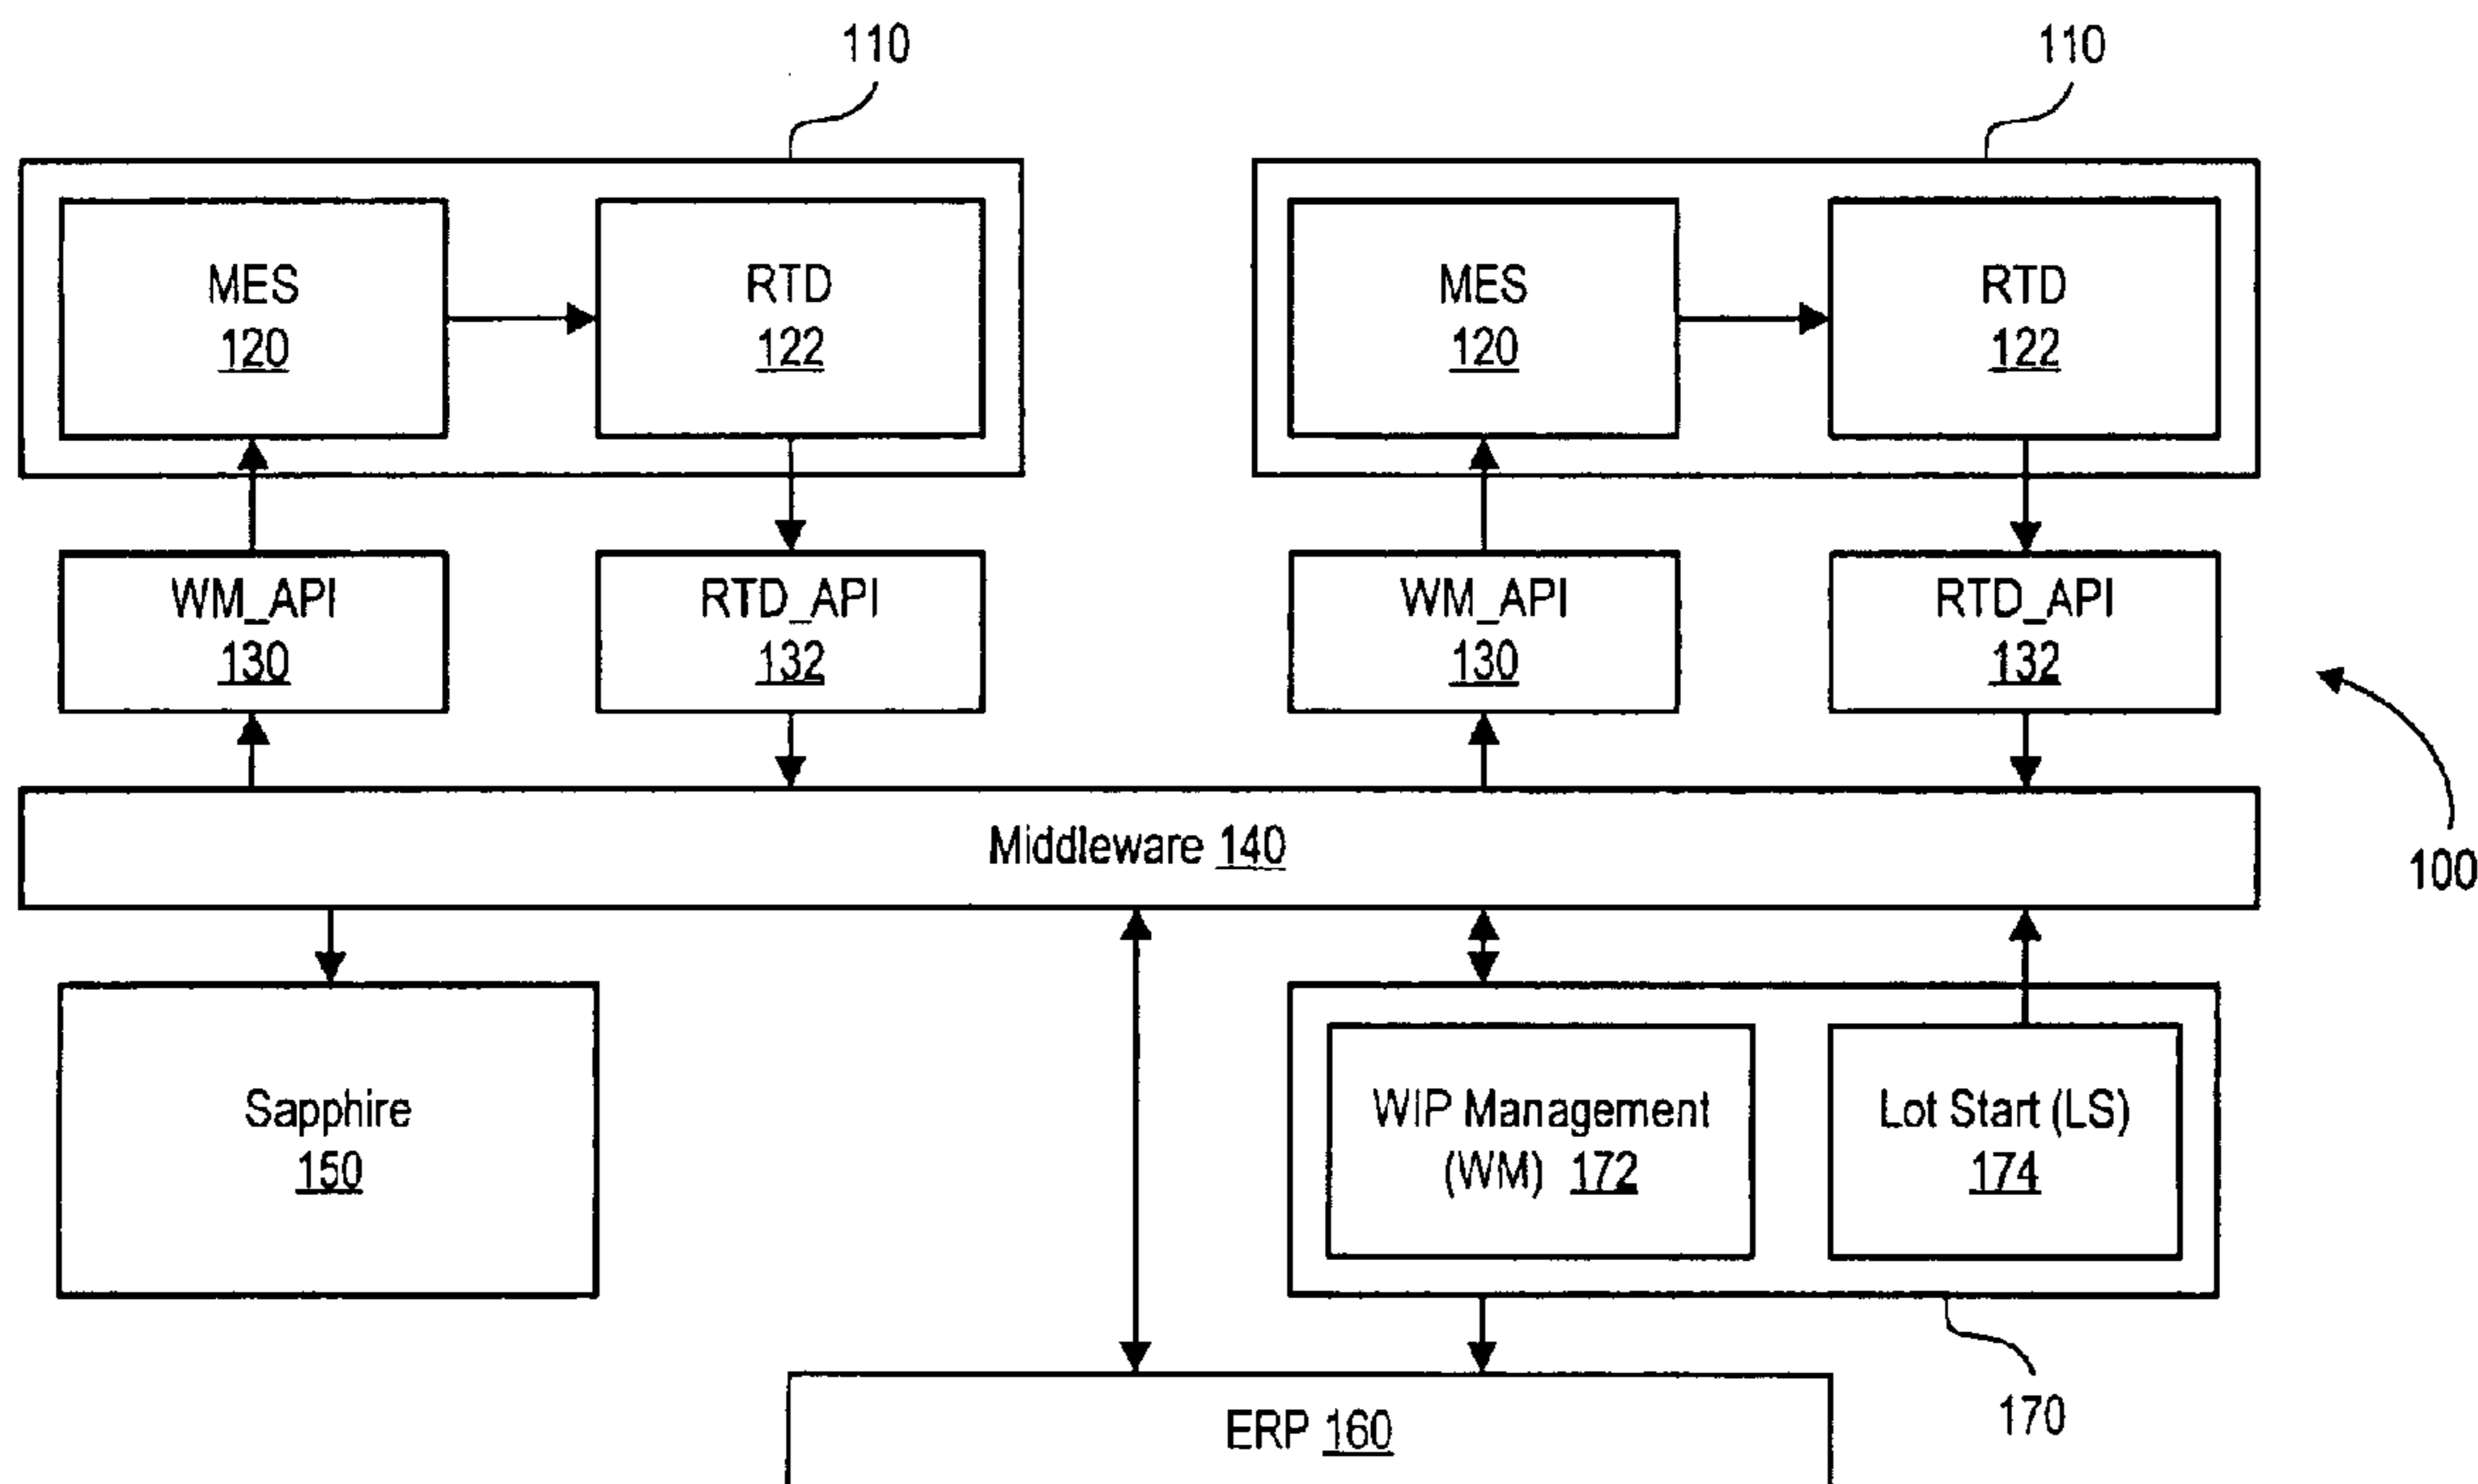 110
110
MES
120
RTD
122
MES
120
RTD
122
WM_API
130
RTD_API
132
WM_API
130
RTD_API
132
Middleware 140
100
Sapphire
150
WIP Management
(WM) 172
Lot Start (LS)
174
170
ERP 160